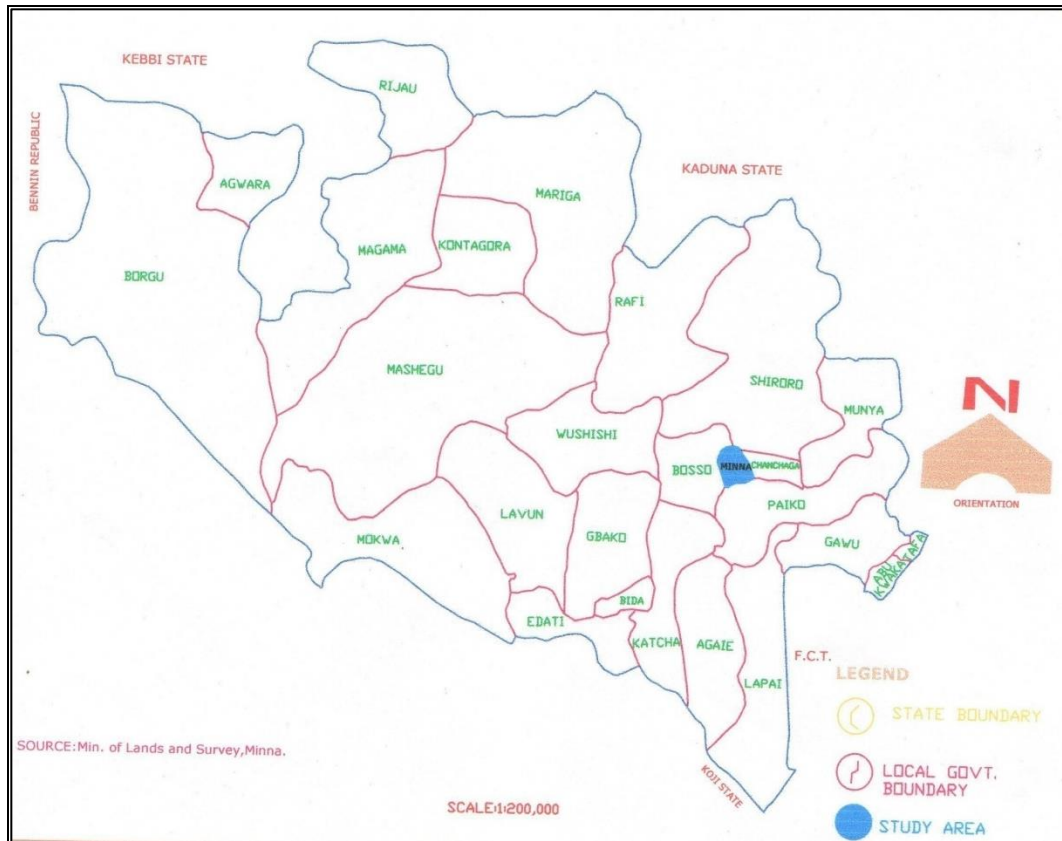 KEBBI STATE
RIJAU
BENNIN REPUBLIC
AGWARA
MARIGA
KADUNA STATE
MAGAMA
KONTAGORA
BORGU
RAFI
MASHEGU
SHIRORO
MUNYA
N
WUSHISHI
BOSSO
MINNA
CHANCHAGA
ORIENTATION
PAIKO
LAVUN
GBAKO
MOKWA
GAWU
TAFA
BIDA
EDATI
KATCHA
AGAIE
F.C.T.
LAPAI
LEGEND
STATE BOUNDARY
SOURCE:Min. of Lands and Survey,Minna.
KOJI STATE
LOCAL GOVT.
BOUNDARY
SCALE:1:200,000
STUDY AREA